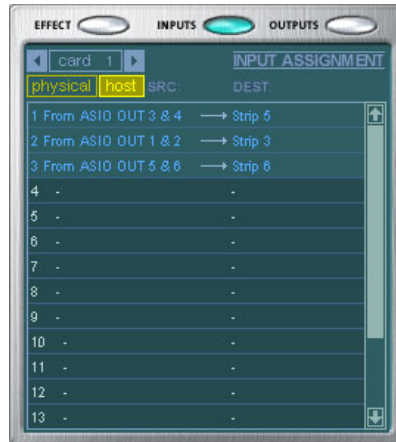 EFFECT INPUTS OUTPUTS
card 1 INPUT ASSIGNMENT
physical host SRC: DEST:
1 From ASIO OUT 3 & 4 → Strip 5
2 From ASIO OUT 1 & 2 → Strip 3
3 From ASIO OUT 5 & 6 → Strip 6
4 - -
5 - -
6 - -
7 - -
8 - -
9 - -
10 - -
11 - -
12 - -
13 - -